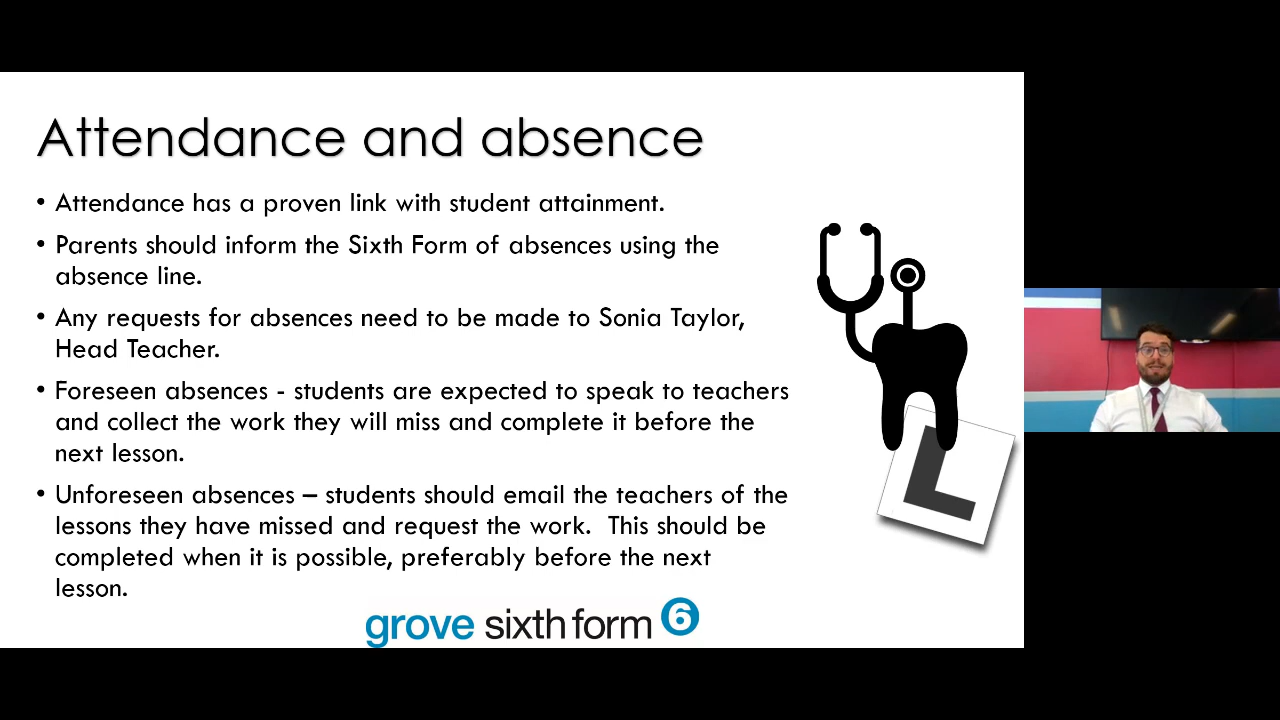 Attendance and absence
• Attendance has a proven link with student attainment.
• Parents should inform the Sixth Form of absences using the
absence line.
• Any requests for absences need to be made to Sonia Taylor,
Head Teacher.
• Foreseen absences - students are expected to speak to teachers
and collect the work they will miss and complete it before the
next lesson.
• Unforeseen absences – students should email the teachers of the
lessons they have missed and request the work.  This should be
completed when it is possible, preferably before the next
lesson.
L
grove sixth form 6